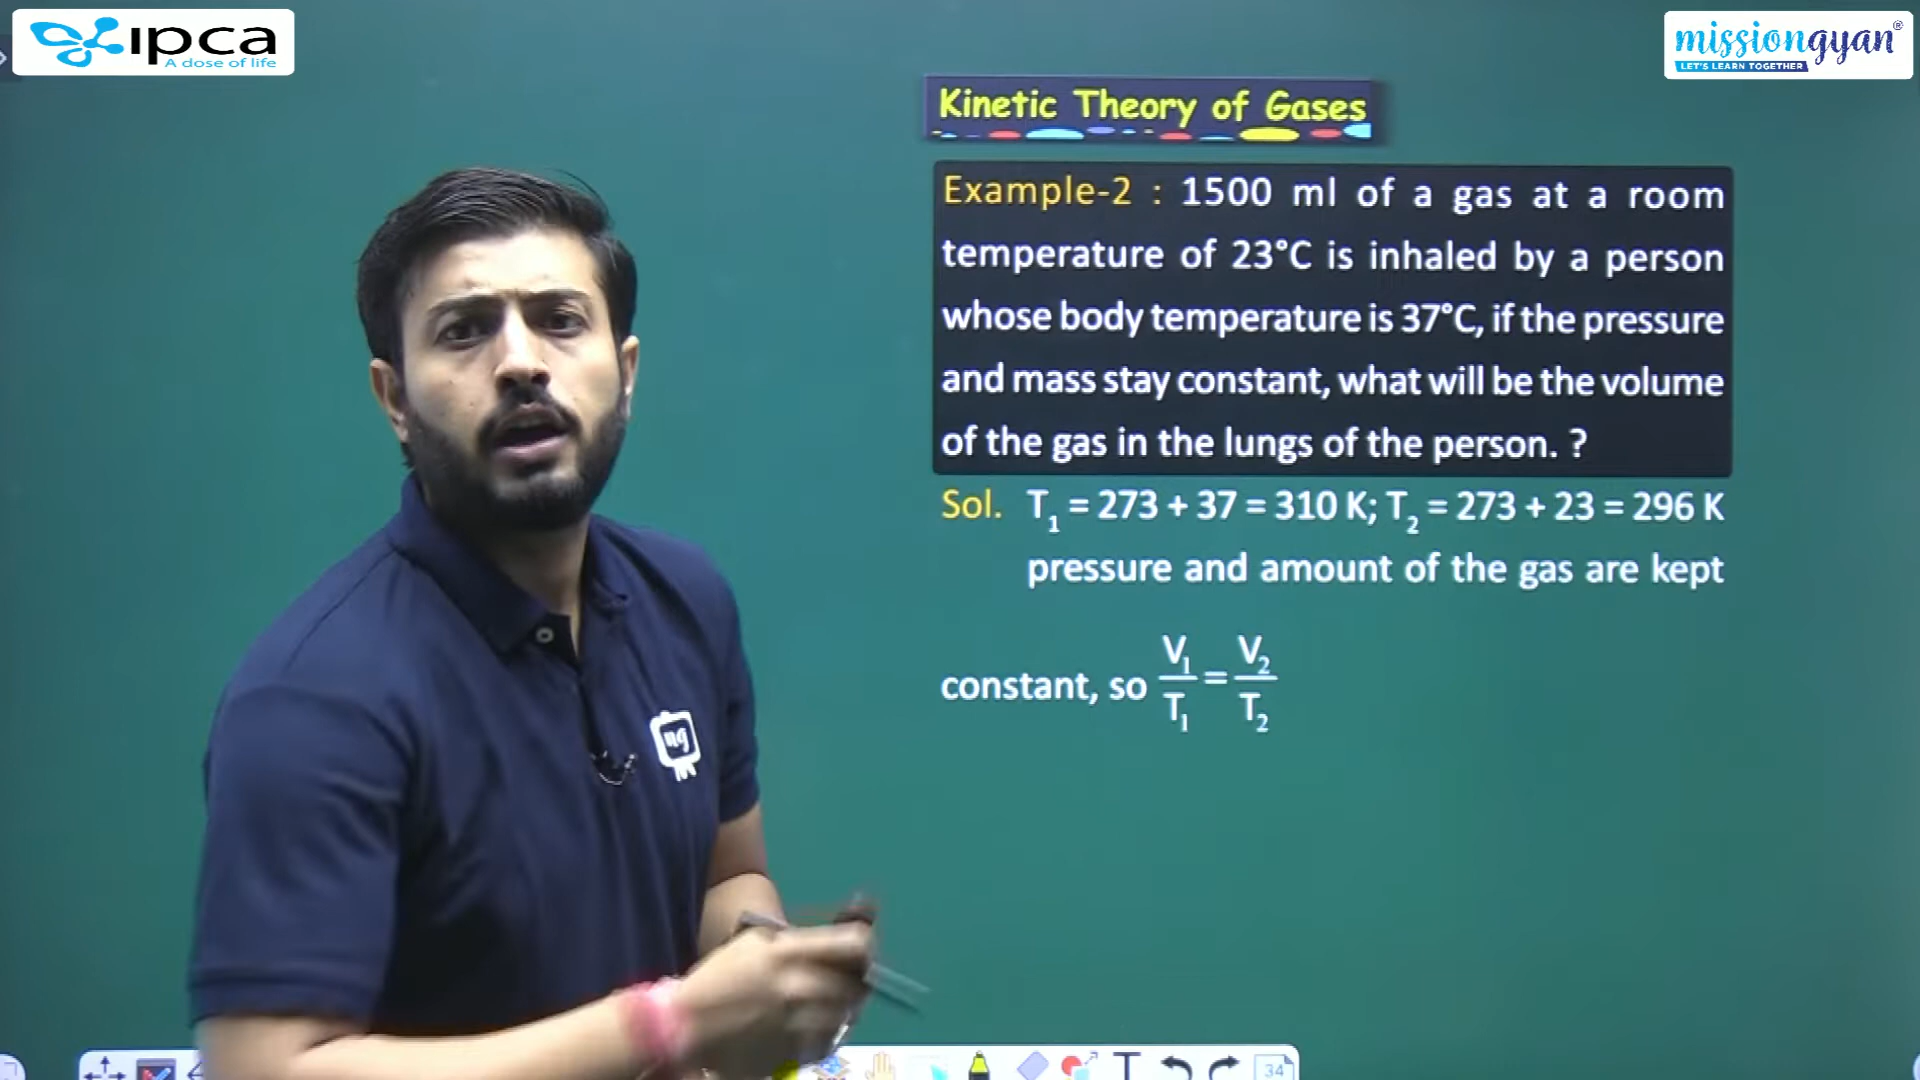 ipca
A dose of life
missiongyan®
LET'S LEARN TOGETHER
Kinetic Theory of Gases
Example-2 : 1500 ml of a gas at a room
temperature of 23°C is inhaled by a person
whose body temperature is 37°C, if the pressure
and mass stay constant, what will be the volume
of the gas in the lungs of the person. ?
Sol. T₁ = 273 + 37 = 310 K; T₂ = 273 + 23 = 296 K
pressure and amount of the gas are kept
constant, so V₁/T₁ = V₂/T₂
mg
T
34